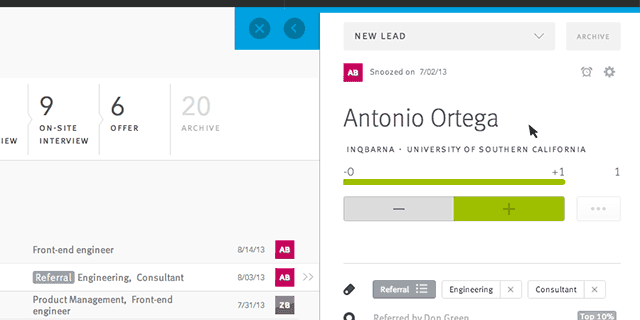 NEW LEAD
ARCHIVE
AB Snoozed on 7/02/13
Antonio Ortega
INQBARNA · UNIVERSITY OF SOUTHERN CALIFORNIA
-0 +1 1
− + •••
Referral Engineering × Consultant ×
Referred by Don Green Top 10%
9 6 20
ON-SITE OFFER ARCHIVE
IEW INTERVIEW
Front-end engineer 8/14/13 AB
Referral Engineering, Consultant 8/03/13 AB >>
Product Management, Front-end 7/31/13 ZB
engineer